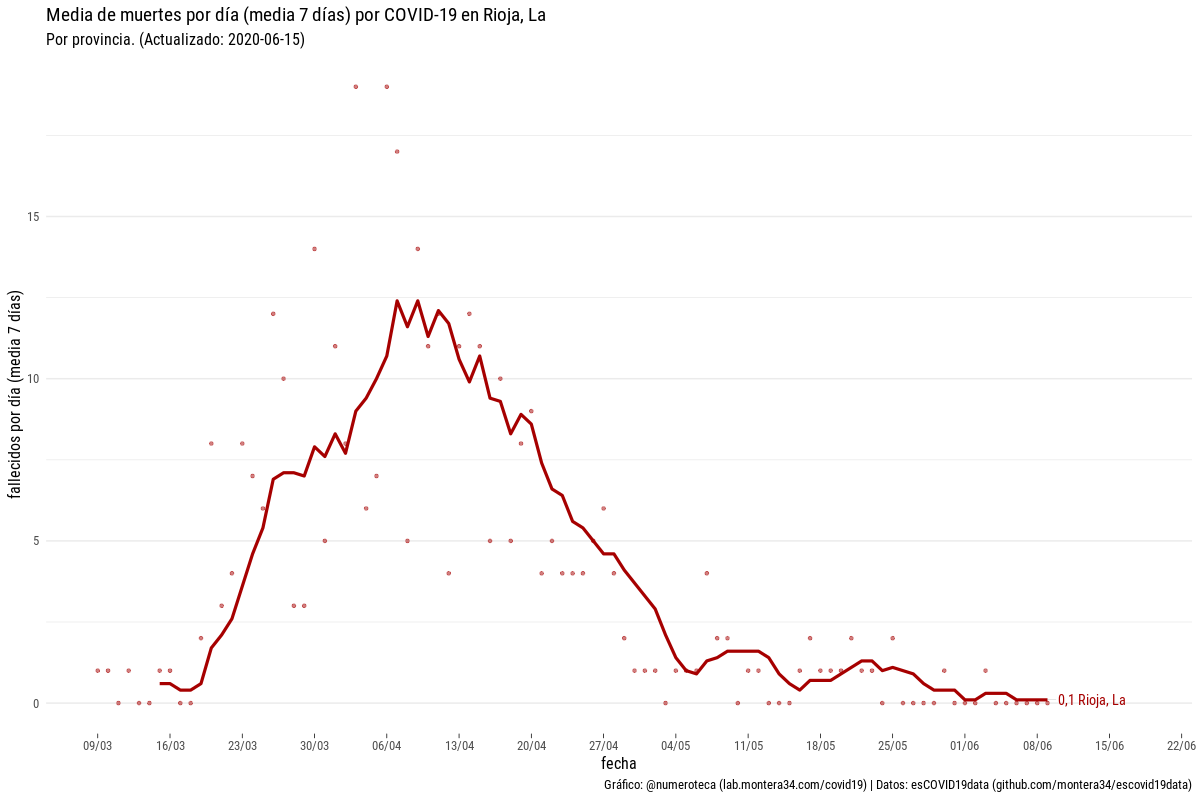 Media de muertes por día (media 7 días) por COVID-19 en Rioja, La
Por provincia. (Actualizado: 2020-06-15)
fallecidos por día (media 7 días)
15
10
5
0
0,1 Rioja, La
09/03 16/03 23/03 30/03 06/04 13/04 20/04 27/04 04/05 11/05 18/05 25/05 01/06 08/06 15/06 22/06
fecha
Gráfico: @numeroteca (lab.montera34.com/covid19) | Datos: esCOVID19data (github.com/montera34/escovid19data)